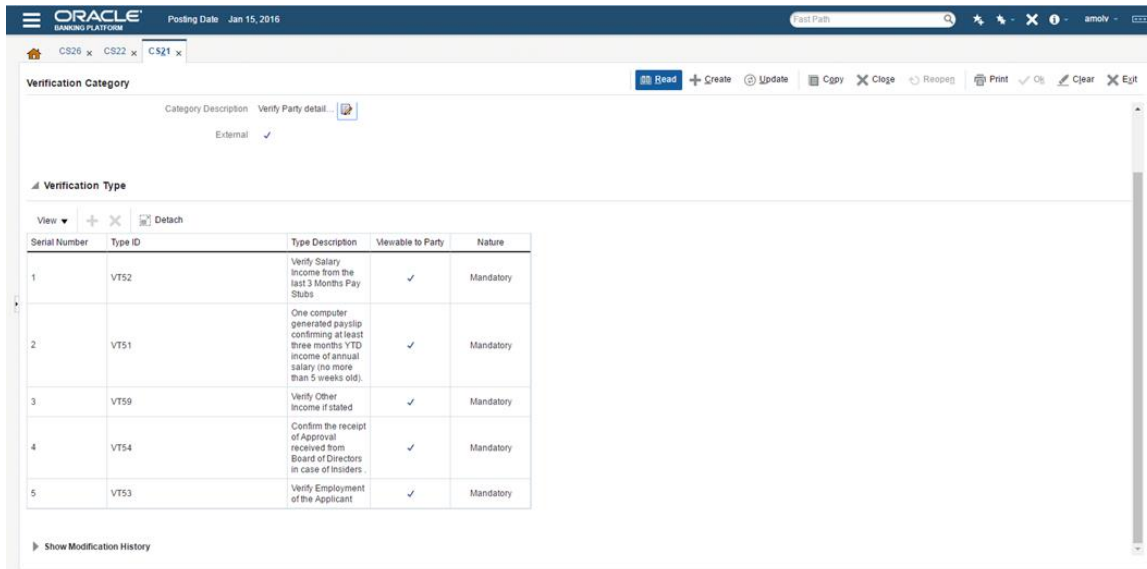 ORACLE Posting Date Jan 15, 2016 Fast Path amolv
BANKING PLATFORM
CS26 CS22 CS21
Verification Category Read Create Update Copy Close Reopen Print Ok Clear Exit
Category Description Verify Party detail...
External
Verification Type
View Detach
Serial Number Type ID Type Description Viewable to Party Nature
1 VT52 Verify Salary
Income from the
last 3 Months Pay
Stubs
Mandatory
2 VT51 One computer
generated payslip
confirming at least
three months YTD
income of annual
salary (no more
than 5 weeks old).
Mandatory
3 VT59 Verify Other
Income if stated
Mandatory
4 VT54 Confirm the receipt
of Approval
received from
Board of Directors
in case of Insiders .
Mandatory
5 VT53 Verify Employment
of the Applicant
Mandatory
Show Modification History